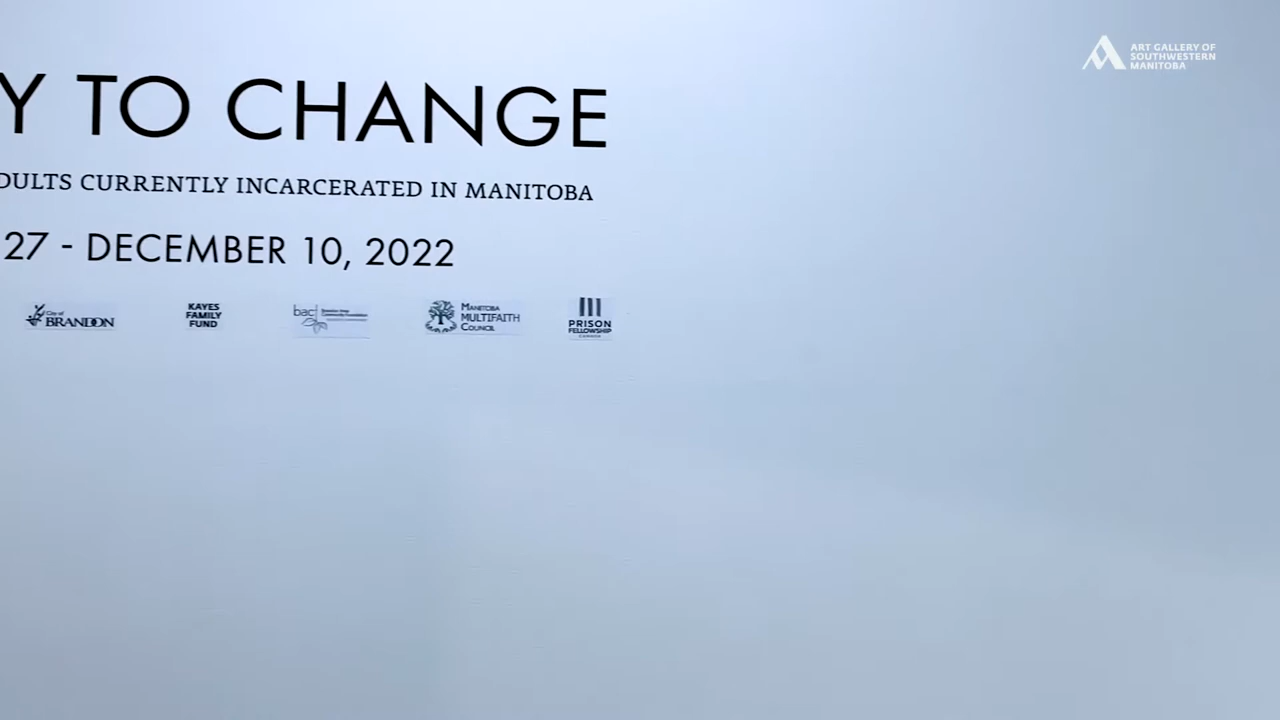 ART GALLERY OF
SOUTHWESTERN
MANITOBA
Y TO CHANGE
DULTS CURRENTLY INCARCERATED IN MANITOBA
27 - DECEMBER 10, 2022
City of
BRANDON
KAYES
FAMILY
FUND
bac
MANITOBA
MULTIFAITH
COUNCIL
PRISON
FELLOWSHIP